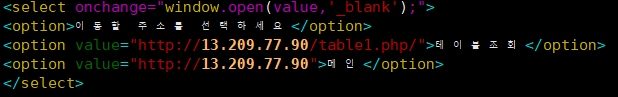 <select onchange="window.open(value,'_blank');">
<option>이동할 주소를 선택하세요</option>
<option value="http://13.209.77.90/table1.php/">테이블조회</option>
<option value="http://13.209.77.90">메인</option>
</select>